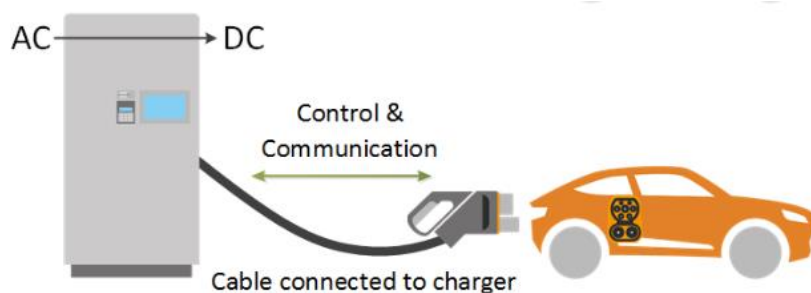 AC DC
Control &
Communication
Cable connected to charger